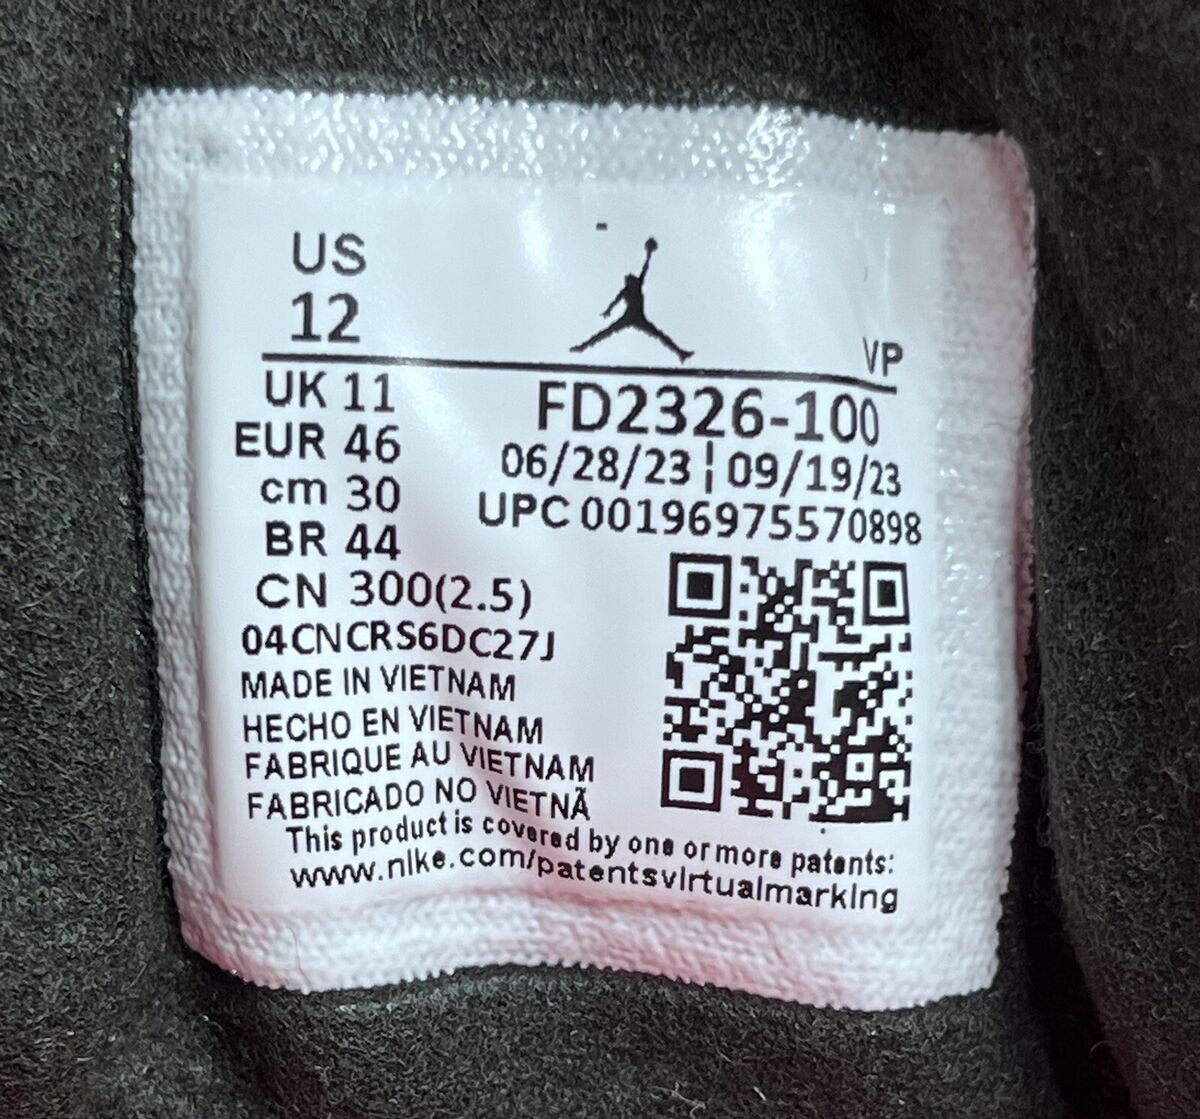 US
12
VP
UK 11
EUR 46
cm 30
BR 44
CN 300(2.5)
FD2326-100
06/28/23 ¦ 09/19/23
UPC 00196975570898
04CNCRS6DC27J
MADE IN VIETNAM
HECHO EN VIETNAM
FABRIQUE AU VIETNAM
FABRICADO NO VIETNÃ
This product is covered by one or more patents:
www.nike.com/patentsvirtualmarking